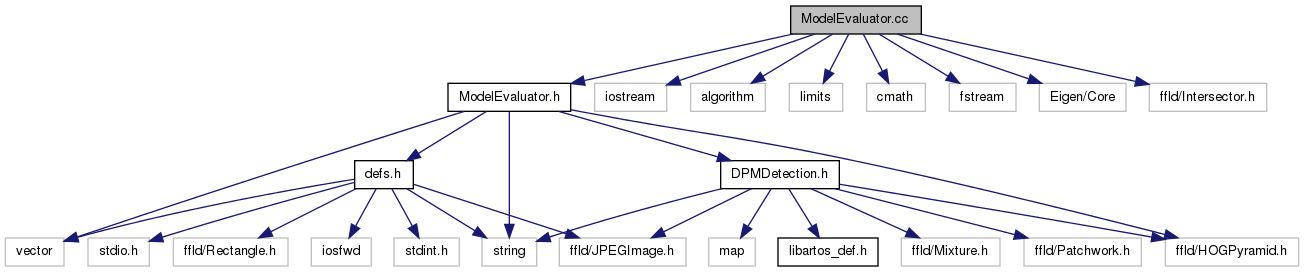 ModelEvaluator.cc
ModelEvaluator.h
iostream
algorithm
limits
cmath
fstream
Eigen/Core
ffld/Intersector.h
defs.h
DPMDetection.h
vector
stdio.h
ffld/Rectangle.h
iosfwd
stdint.h
string
ffld/JPEGImage.h
map
libartos_def.h
ffld/Mixture.h
ffld/Patchwork.h
ffld/HOGPyramid.h